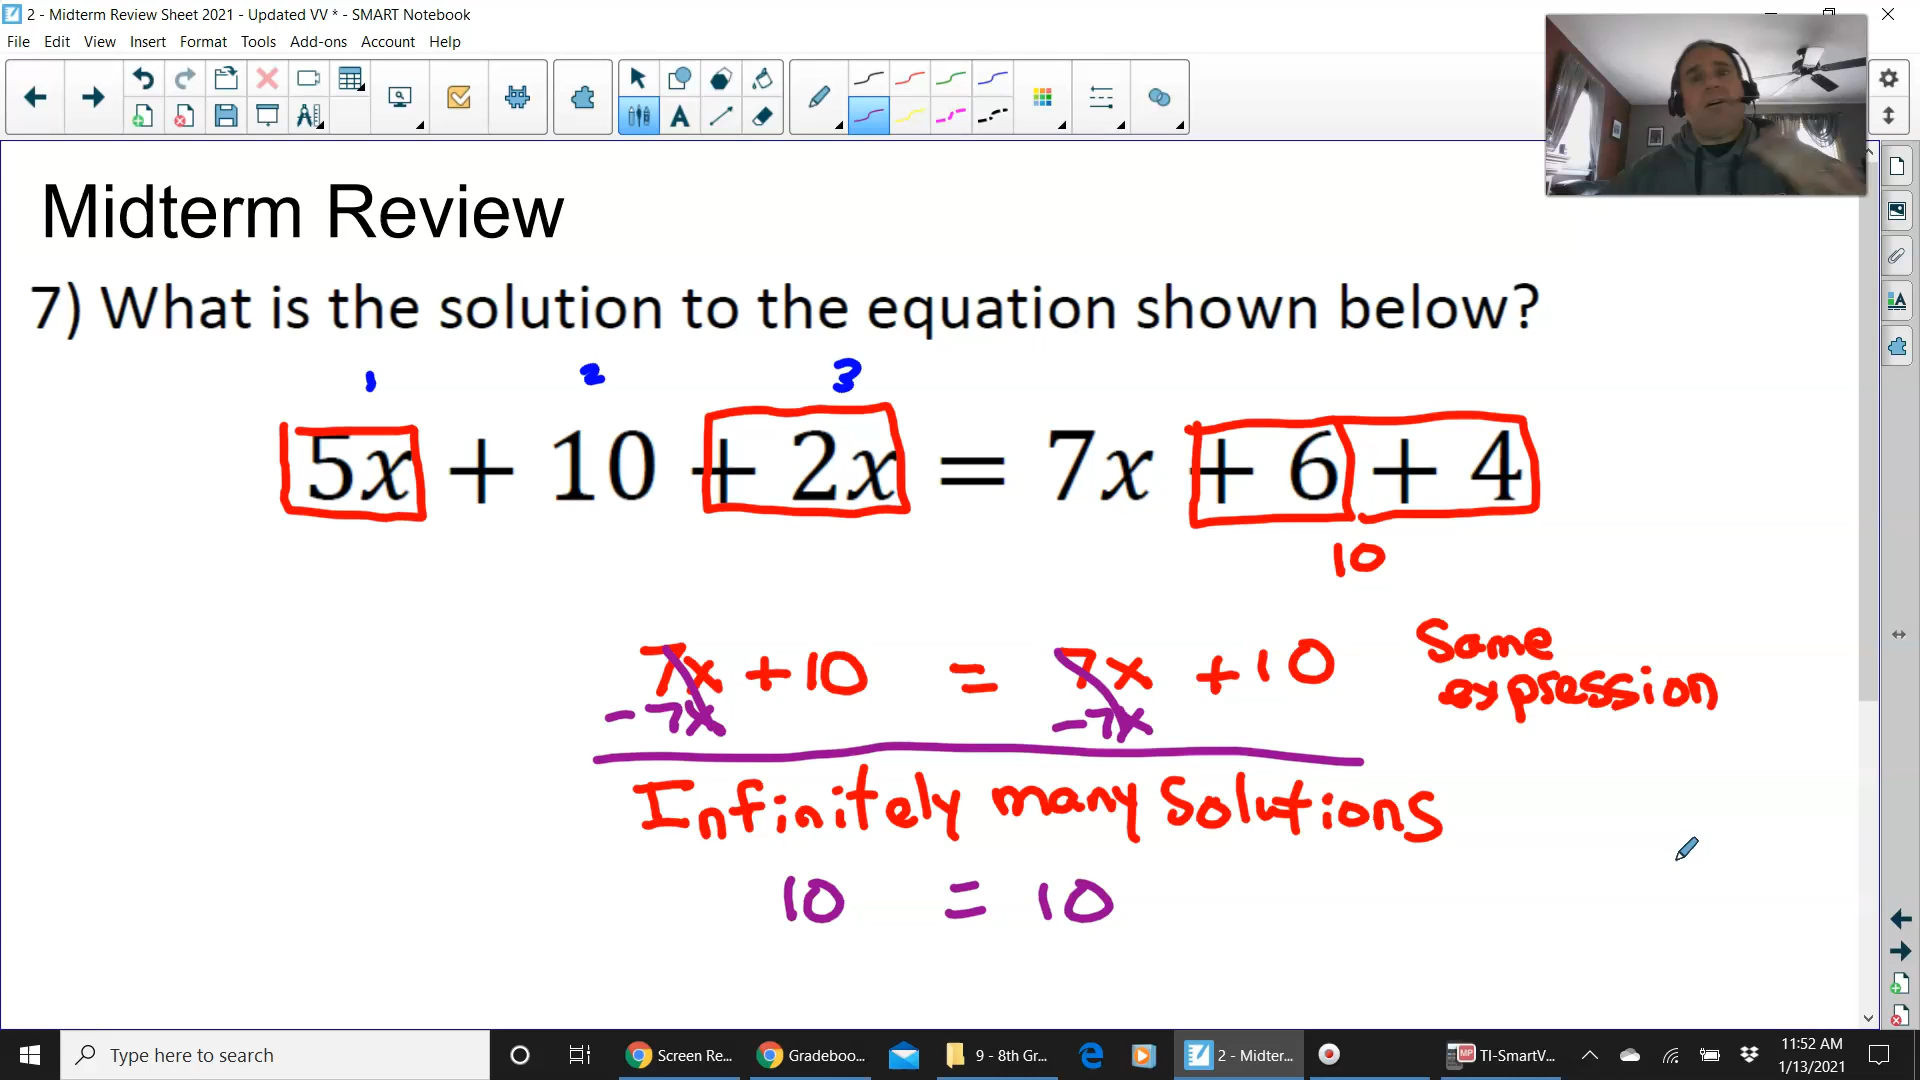 2 - Midterm Review Sheet 2021 - Updated VV * - SMART Notebook
File Edit View Insert Format Tools Add-ons Account Help
Midterm Review
7) What is the solution to the equation shown below?
1 2 3
5x + 10 + 2x = 7x + 6 + 4
10
7x + 10 = 7x + 10
Same
expression
- 7x - 7x
Infinitely many Solutions
10 = 10
Type here to search
Screen Re...
Gradeboo...
9 - 8th Gr...
2 - Midter...
TI-SmartV...
11:52 AM
1/13/2021